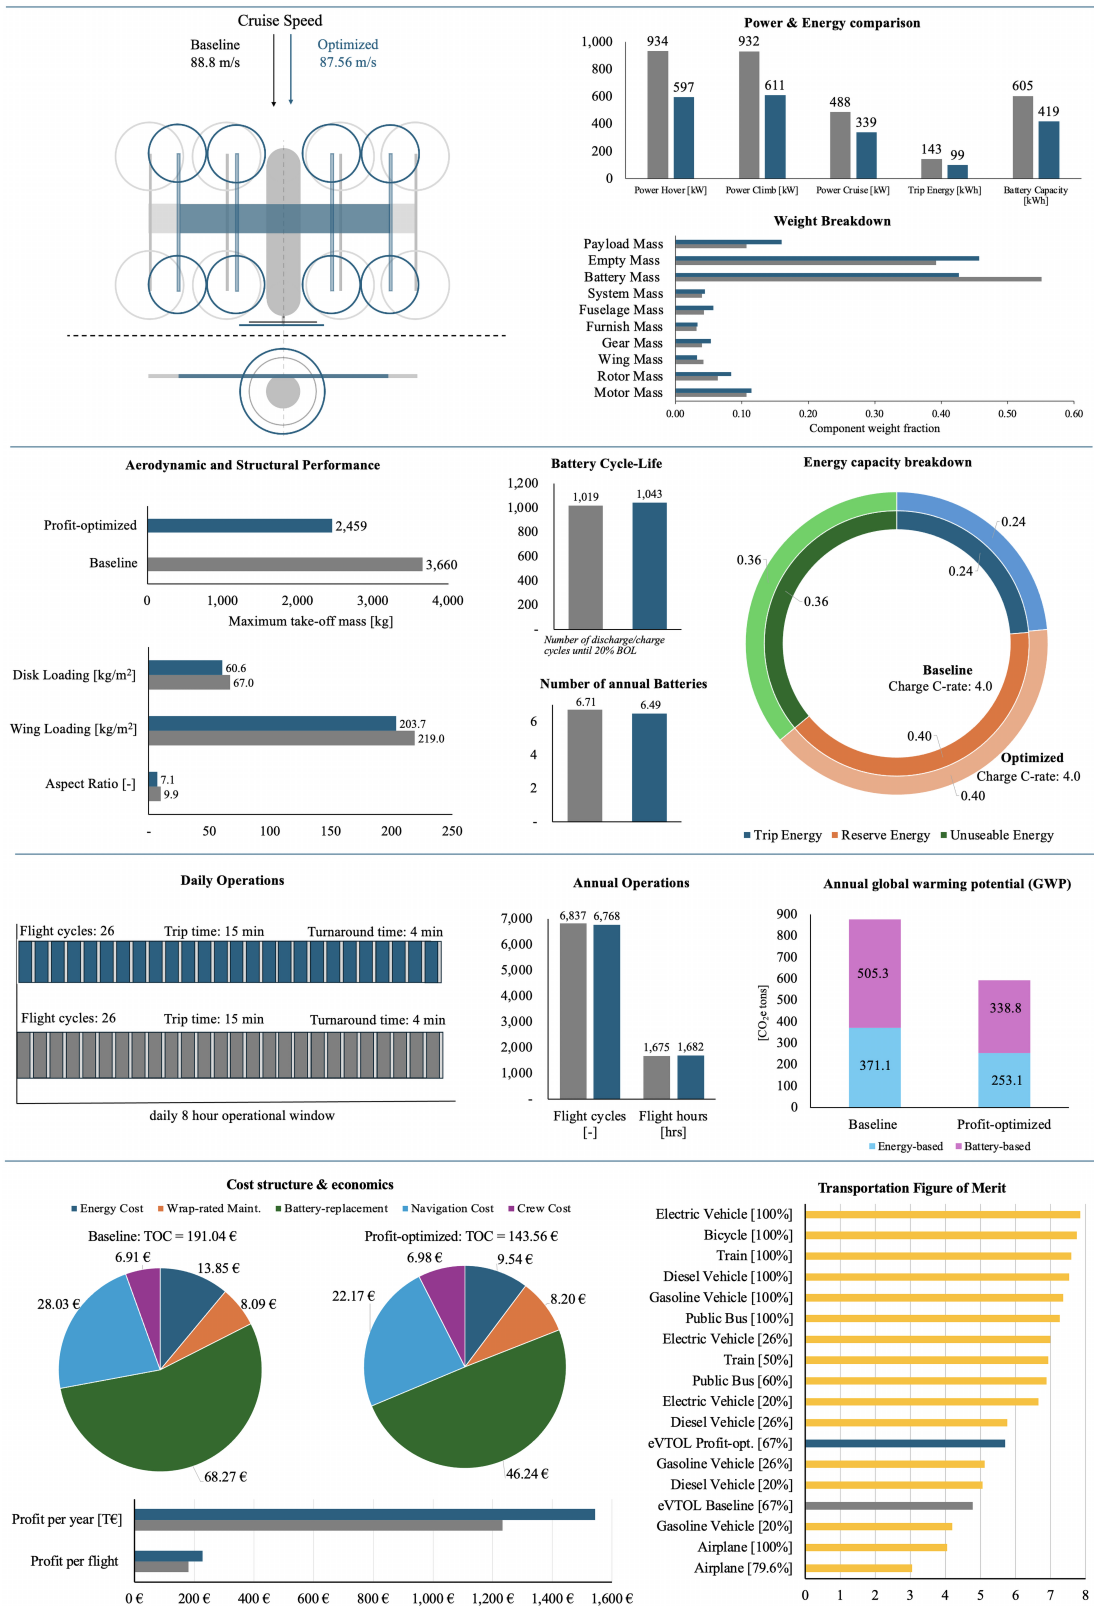 Cruise Speed
Baseline
88.8 m/s
Optimized
87.56 m/s
Power & Energy comparison
1,000
800
600
400
200
0
934
597
932
611
488
339
143
99
605
419
Power Hover [kW]
Power Climb [kW]
Power Cruise [kW]
Trip Energy [kWh]
Battery Capacity
[kWh]
Weight Breakdown
Payload Mass
Empty Mass
Battery Mass
System Mass
Fuselage Mass
Furnish Mass
Gear Mass
Wing Mass
Rotor Mass
Motor Mass
0.00 0.10 0.20 0.30 0.40 0.50 0.60
Component weight fraction
Aerodynamic and Structural Performance
Profit-optimized
2,459
Baseline
3,660
0 1,000 2,000 3,000 4,000
Maximum take-off mass [kg]
Disk Loading [kg/m²]
60.6
67.0
Wing Loading [kg/m²]
203.7
219.0
Aspect Ratio [-]
7.1
9.9
- 50 100 150 200 250
Battery Cycle-Life
1,200
1,000
800
600
400
200
-
1,019
1,043
Number of discharge/charge
cycles until 20% BOL
Number of annual Batteries
6
4
2
-
6.71
6.49
Energy capacity breakdown
0.24
0.24
0.36
0.36
Baseline
Charge C-rate: 4.0
0.40
Optimized
Charge C-rate: 4.0
0.40
Trip Energy Reserve Energy Unuseable Energy
Daily Operations
Flight cycles: 26 Trip time: 15 min Turnaround time: 4 min
Flight cycles: 26 Trip time: 15 min Turnaround time: 4 min
daily 8 hour operational window
Annual Operations
7,000
6,000
5,000
4,000
3,000
2,000
1,000
-
6,837
6,768
1,675
1,682
Flight cycles
[-]
Flight hours
[hrs]
Annual global warming potential (GWP)
[CO₂e tons]
900
800
700
600
500
400
300
200
100
0
505.3
371.1
338.8
253.1
Baseline
Profit-optimized
Energy-based Battery-based
Cost structure & economics
Energy Cost Wrap-rated Maint. Battery-replacement Navigation Cost Crew Cost
Baseline: TOC = 191.04 €
6.91 €
13.85 €
28.03 €
8.09 €
68.27 €
Profit-optimized: TOC = 143.56 €
6.98 €
9.54 €
22.17 €
8.20 €
46.24 €
Profit per year [T€]
Profit per flight
0 € 200 € 400 € 600 € 800 € 1,000 € 1,200 € 1,400 € 1,600 €
Transportation Figure of Merit
Electric Vehicle [100%]
Bicycle [100%]
Train [100%]
Diesel Vehicle [100%]
Gasoline Vehicle [100%]
Public Bus [100%]
Electric Vehicle [26%]
Train [50%]
Public Bus [60%]
Electric Vehicle [20%]
Diesel Vehicle [26%]
eVTOL Profit-opt. [67%]
Gasoline Vehicle [26%]
Diesel Vehicle [20%]
eVTOL Baseline [67%]
Gasoline Vehicle [20%]
Airplane [100%]
Airplane [79.6%]
0 1 2 3 4 5 6 7 8